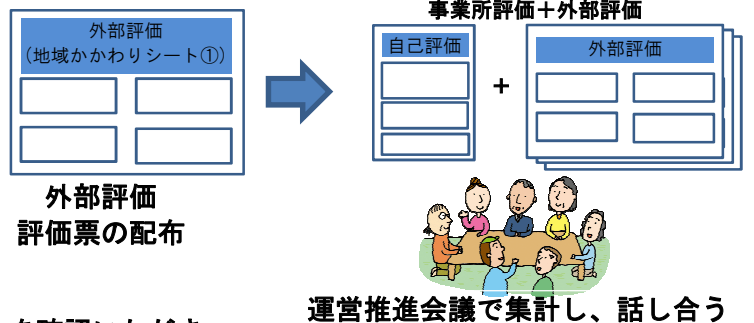 外部評価
(地域かかわりシート①)
外部評価
評価票の配布
事業所評価＋外部評価
自己評価
+
外部評価
運営推進会議で集計し、話し合う